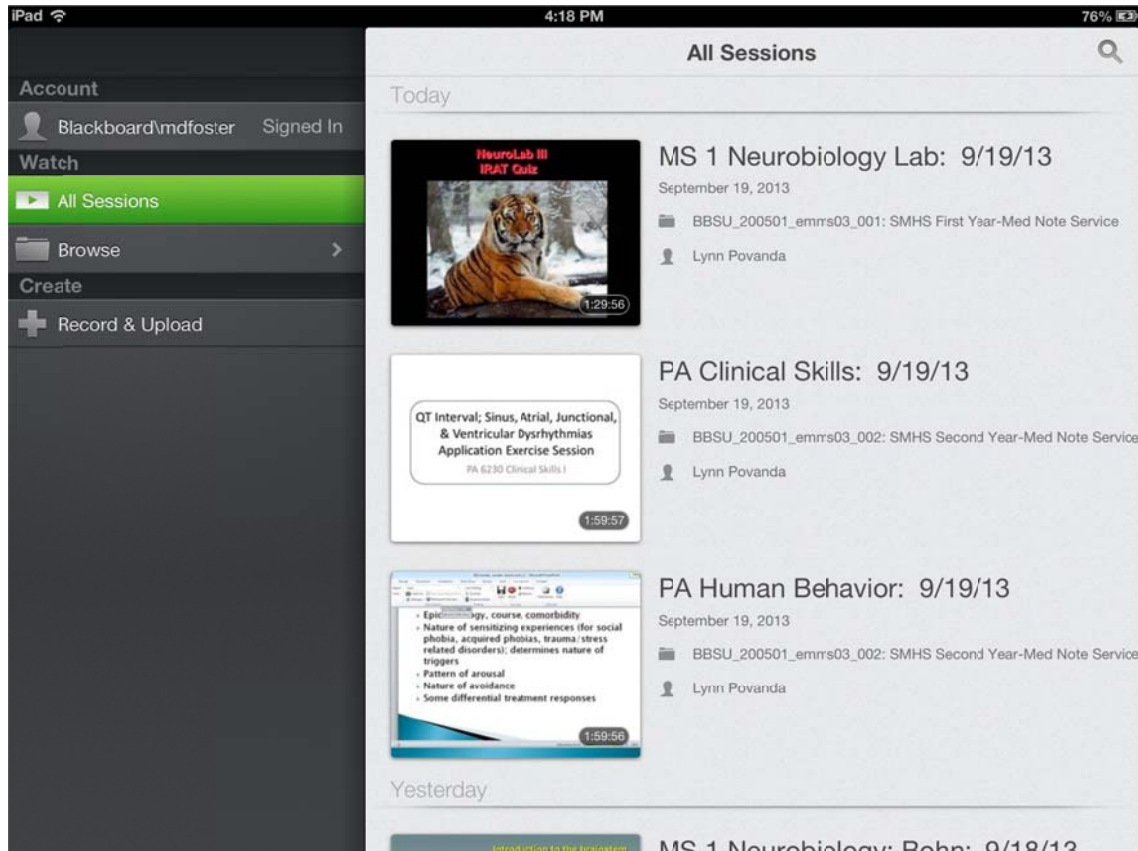 iPad 4:18 PM 76%
Account
Blackboard\mdfoster Signed In
Watch
All Sessions
Browse
Create
Record & Upload
All Sessions
Today
NeuroLab III
IRAT Quiz
1:29:56
MS 1 Neurobiology Lab: 9/19/13
September 19, 2013
BBSU_200501_emms03_001: SMHS First Year-Med Note Service
Lynn Povanda
QT Interval; Sinus, Atrial, Junctional,
& Ventricular Dysrhythmias
Application Exercise Session
PA 6230 Clinical Skills I
1:59:57
PA Clinical Skills: 9/19/13
September 19, 2013
BBSU_200501_emms03_002: SMHS Second Year-Med Note Service
Lynn Povanda
course, comorbidity
Nature of sensitizing experiences (for social
phobia, acquired phobias, trauma/stress
related disorders); determines nature of
triggers
Pattern of arousal
Nature of avoidance
Some differential treatment responses
1:59:56
PA Human Behavior: 9/19/13
September 19, 2013
BBSU_200501_emms03_002: SMHS Second Year-Med Note Service
Lynn Povanda
Yesterday
Introduction to the brainstem
MS 1 Neurobiology: Bohn: 9/18/13